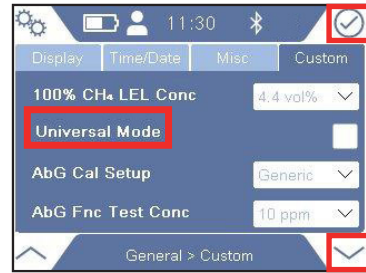 11:30
Display Time/Date Misc Custom
100% CH₄ LEL Conc 4.4 vol%
Universal Mode
AbG Cal Setup Generic
AbG Fnc Test Conc 10 ppm
General > Custom